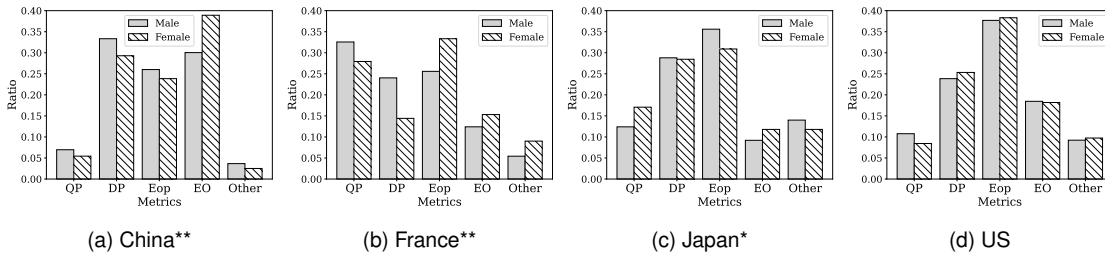 0.40
0.35
0.30
0.25
0.20
0.15
0.10
0.05
0.00
Ratio
Male
Female
QP DP Eop EO Other
Metrics
(a) China**
0.40
0.35
0.30
0.25
0.20
0.15
0.10
0.05
0.00
Ratio
Male
Female
QP DP Eop EO Other
Metrics
(b) France**
0.40
0.35
0.30
0.25
0.20
0.15
0.10
0.05
0.00
Ratio
Male
Female
QP DP Eop EO Other
Metrics
(c) Japan*
0.40
0.35
0.30
0.25
0.20
0.15
0.10
0.05
0.00
Ratio
Male
Female
QP DP Eop EO Other
Metrics
(d) US